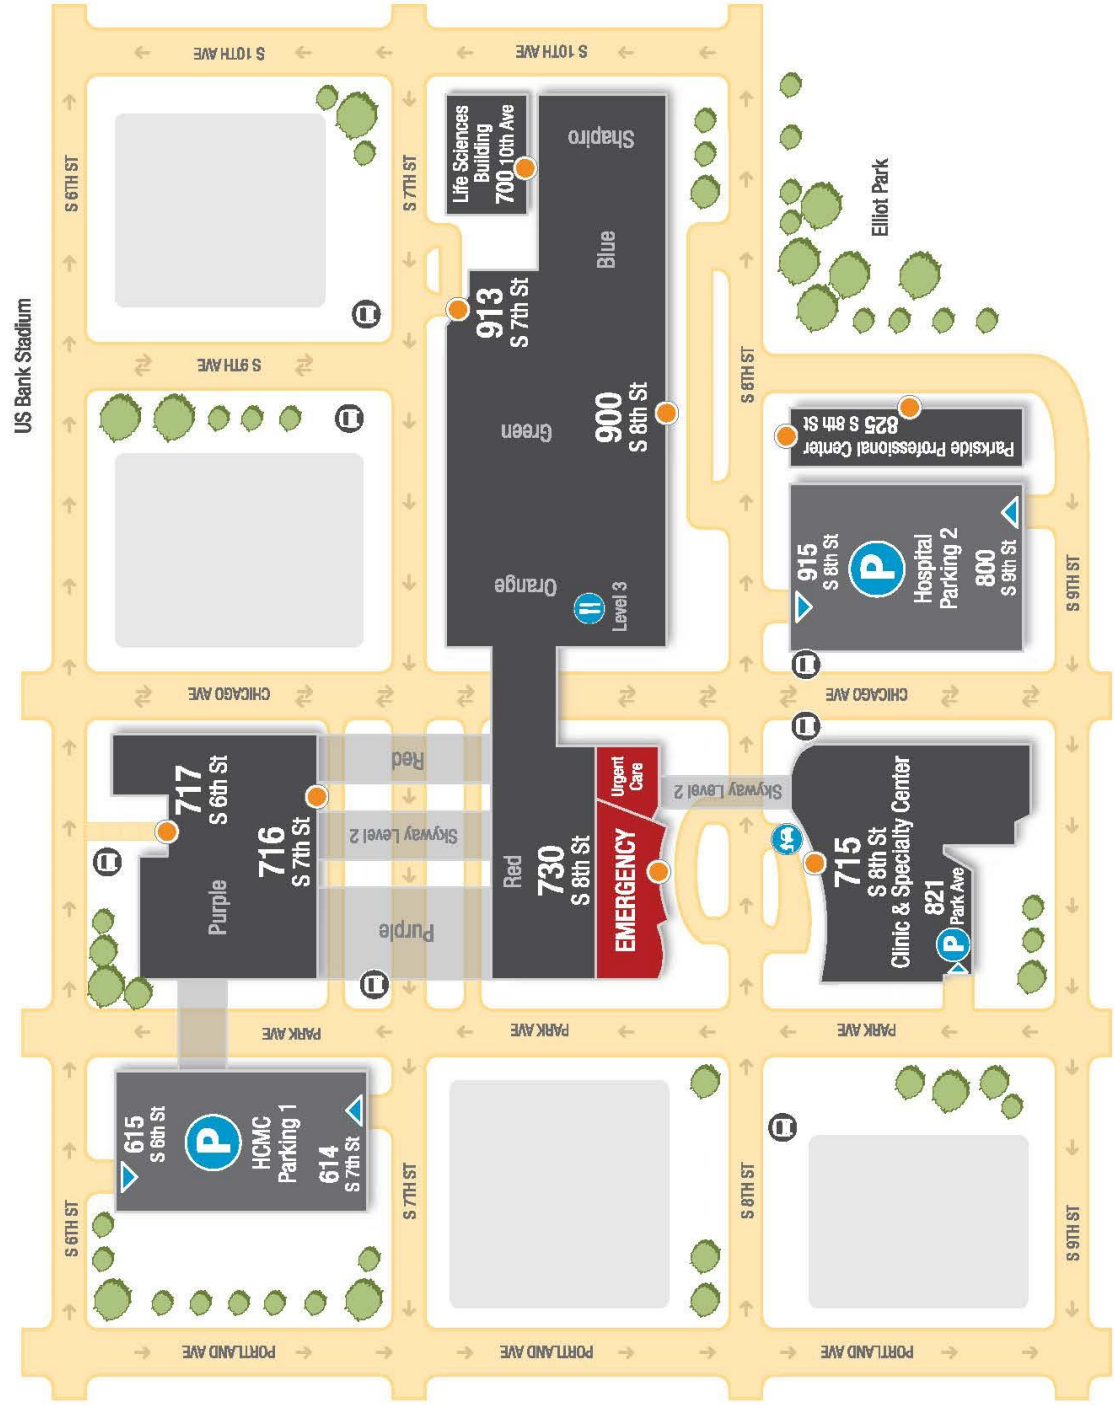 US Bank Stadium
S 10TH AVE
S 10TH AVE
S 6TH ST
S 7TH ST
Life Sciences
Building
700 10th Ave
Shapiro
Blue
Elliot Park
913
S 7th St
S 9TH AVE
S 8TH ST
Green
900
S 8th St
Parkside Professional Center
825 S 8th St
Orange
Level 3
915
S 8th St
P
Hospital
Parking 2
800
S 9th St
S 9TH ST
CHICAGO AVE
CHICAGO AVE
717
S 6th St
716
S 7th St
Purple
Red
Skyway Level 2
Purple
Red
730
S 8th St
Urgent
Care
EMERGENCY
Skyway Level 2
715
S 8th St
Clinic & Specialty Center
821
Park Ave
P
PARK AVE
PARK AVE
PARK AVE
615
S 6th St
P
HCMC
Parking 1
614
S 7th St
S 6TH ST
S 7TH ST
S 8TH ST
S 9TH ST
PORTLAND AVE
PORTLAND AVE
PORTLAND AVE